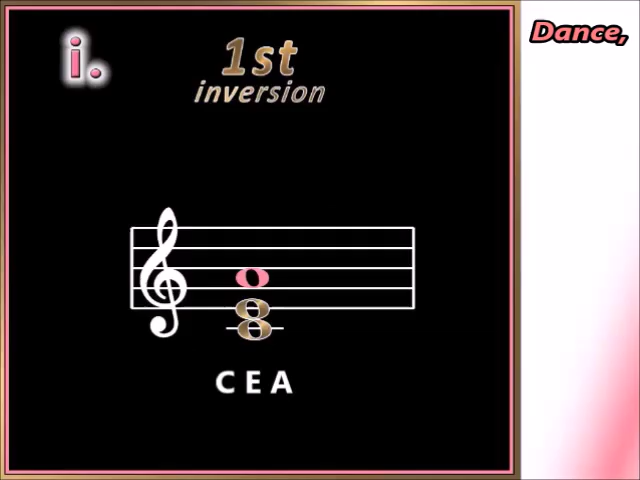 i.
1st
inversion
Dance,
C E A